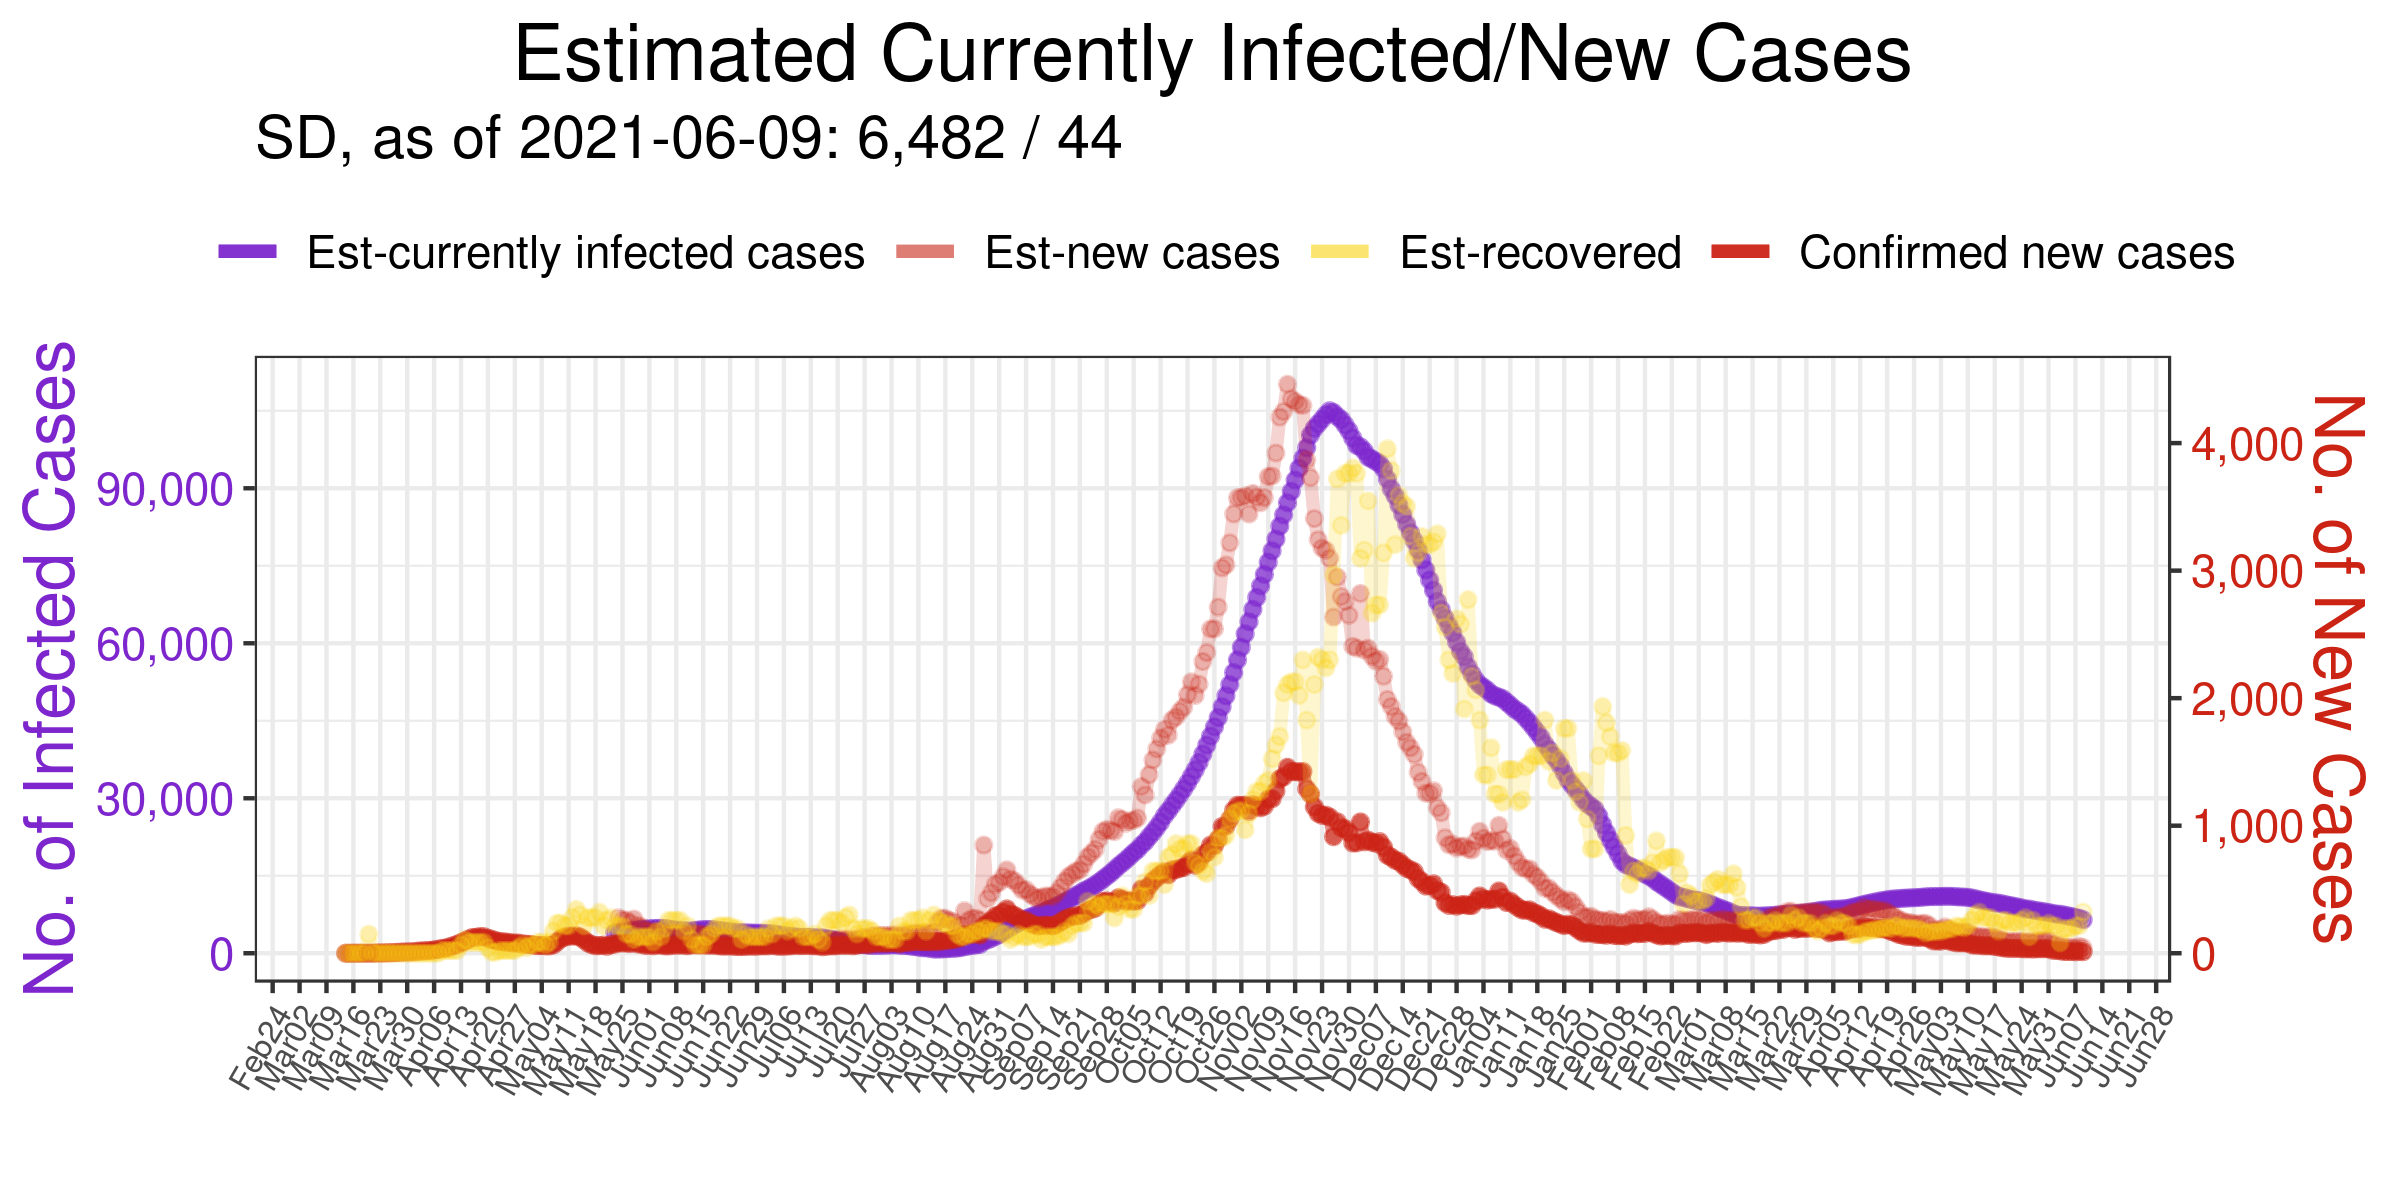 Estimated Currently Infected/New Cases
SD, as of 2021-06-09: 6,482 / 44
Est-currently infected cases Est-new cases Est-recovered Confirmed new cases
No. of Infected Cases
90,000
60,000
30,000
0
4,000
3,000
2,000
1,000
0
No. of New Cases
Feb24
Mar02
Mar09
Mar16
Mar23
Mar30
Apr06
Apr13
Apr20
Apr27
May04
May11
May18
May25
Jun01
Jun08
Jun15
Jun22
Jun29
Jul06
Jul13
Jul20
Jul27
Aug03
Aug10
Aug17
Aug24
Aug31
Sep07
Sep14
Sep21
Sep28
Oct05
Oct12
Oct19
Oct26
Nov02
Nov09
Nov16
Nov23
Nov30
Dec07
Dec14
Dec21
Dec28
Jan04
Jan11
Jan18
Jan25
Feb01
Feb08
Feb15
Feb22
Mar01
Mar08
Mar15
Mar22
Mar29
Apr05
Apr12
Apr19
Apr26
May03
May10
May17
May24
May31
Jun07
Jun14
Jun21
Jun28